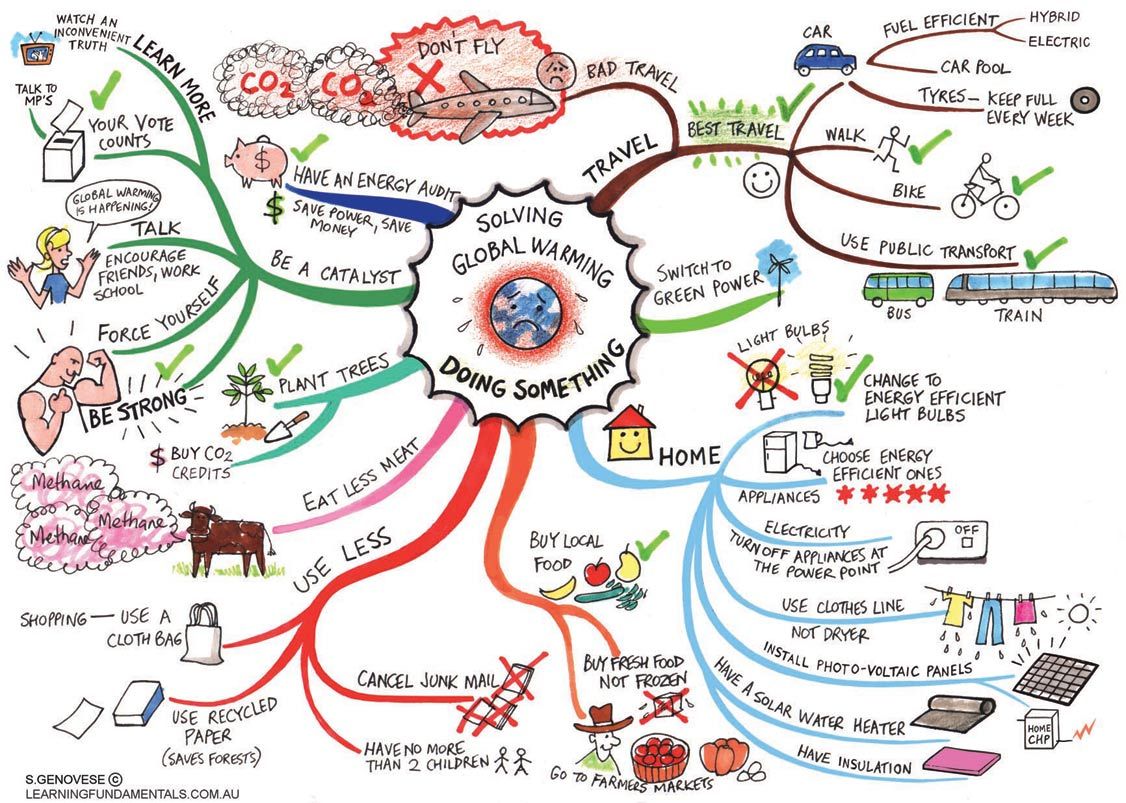 SOLVING
GLOBAL WARMING
DOING SOMETHING
TRAVEL
BAD TRAVEL
DON'T FLY
CO2
CO2
BEST TRAVEL
CAR
FUEL EFFICIENT
HYBRID
ELECTRIC
CAR POOL
TYRES — KEEP FULL
EVERY WEEK
WALK
BIKE
USE PUBLIC TRANSPORT
BUS
TRAIN
SWITCH TO
GREEN POWER
HOME
LIGHT BULBS
CHANGE TO
ENERGY EFFICIENT
LIGHT BULBS
CHOOSE ENERGY
EFFICIENT ONES
APPLIANCES
ELECTRICITY
TURN OFF APPLIANCES AT
THE POWER POINT
OFF
USE CLOTHES LINE
NOT DRYER
INSTALL PHOTO-VOLTAIC PANELS
HOME
CHP
HAVE A SOLAR WATER HEATER
HAVE INSULATION
BUY LOCAL
FOOD
BUY FRESH FOOD
NOT FROZEN
GO TO FARMERS MARKETS
USE LESS
SHOPPING — USE A
CLOTH BAG
USE RECYCLED
PAPER
(SAVES FORESTS)
CANCEL JUNK MAIL
HAVE NO MORE
THAN 2 CHILDREN
EAT LESS MEAT
Methane
Methane
Methane
PLANT TREES
$ BUY CO2
CREDITS
BE A CATALYST
LEARN MORE
WATCH AN
INCONVENIENT
TRUTH
TALK TO
MP'S
YOUR VOTE
COUNTS
GLOBAL WARMING
IS HAPPENING!
TALK
ENCOURAGE
FRIENDS, WORK
SCHOOL
FORCE YOURSELF
BE STRONG
$
HAVE AN ENERGY AUDIT
$ SAVE POWER, SAVE
MONEY
S.GENOVESE ©
LEARNINGFUNDAMENTALS.COM.AU